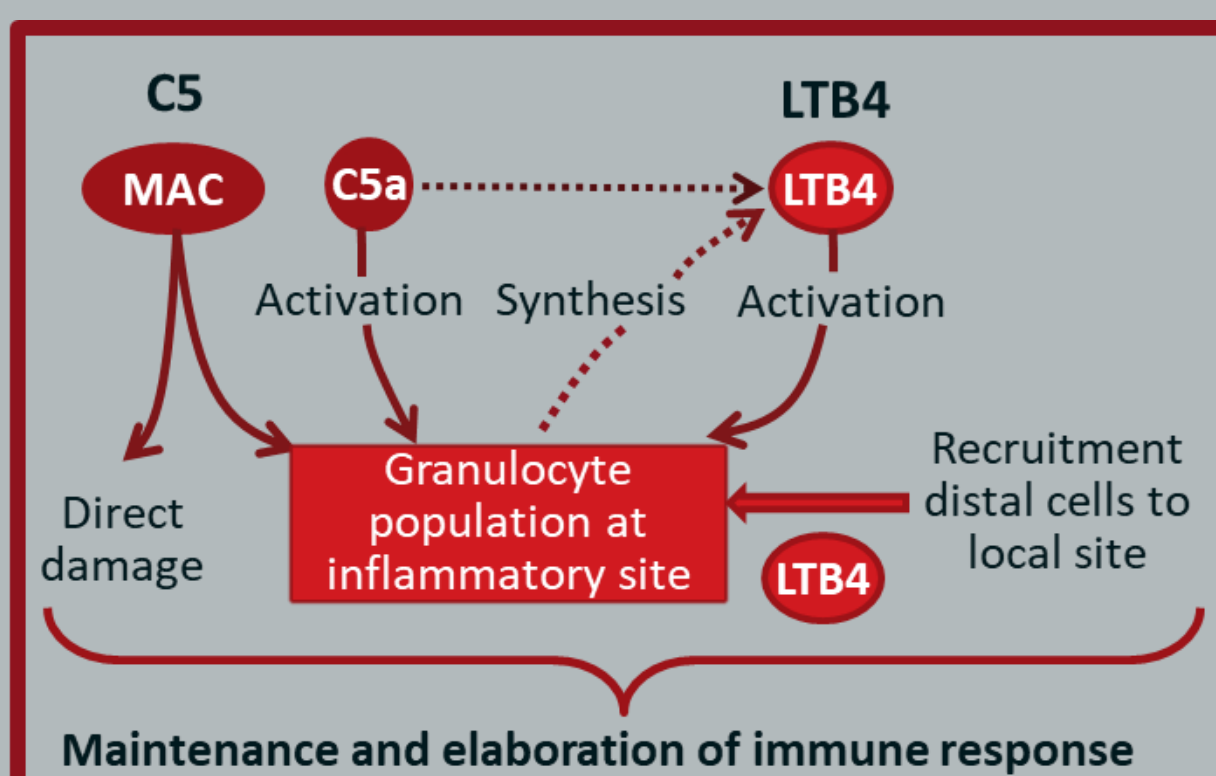 C5
LTB4
MAC
C5a
LTB4
Activation
Synthesis
Activation
Granulocyte
population at
inflammatory site
Direct
damage
Recruitment
distal cells to
local site
LTB4
Maintenance and elaboration of immune response